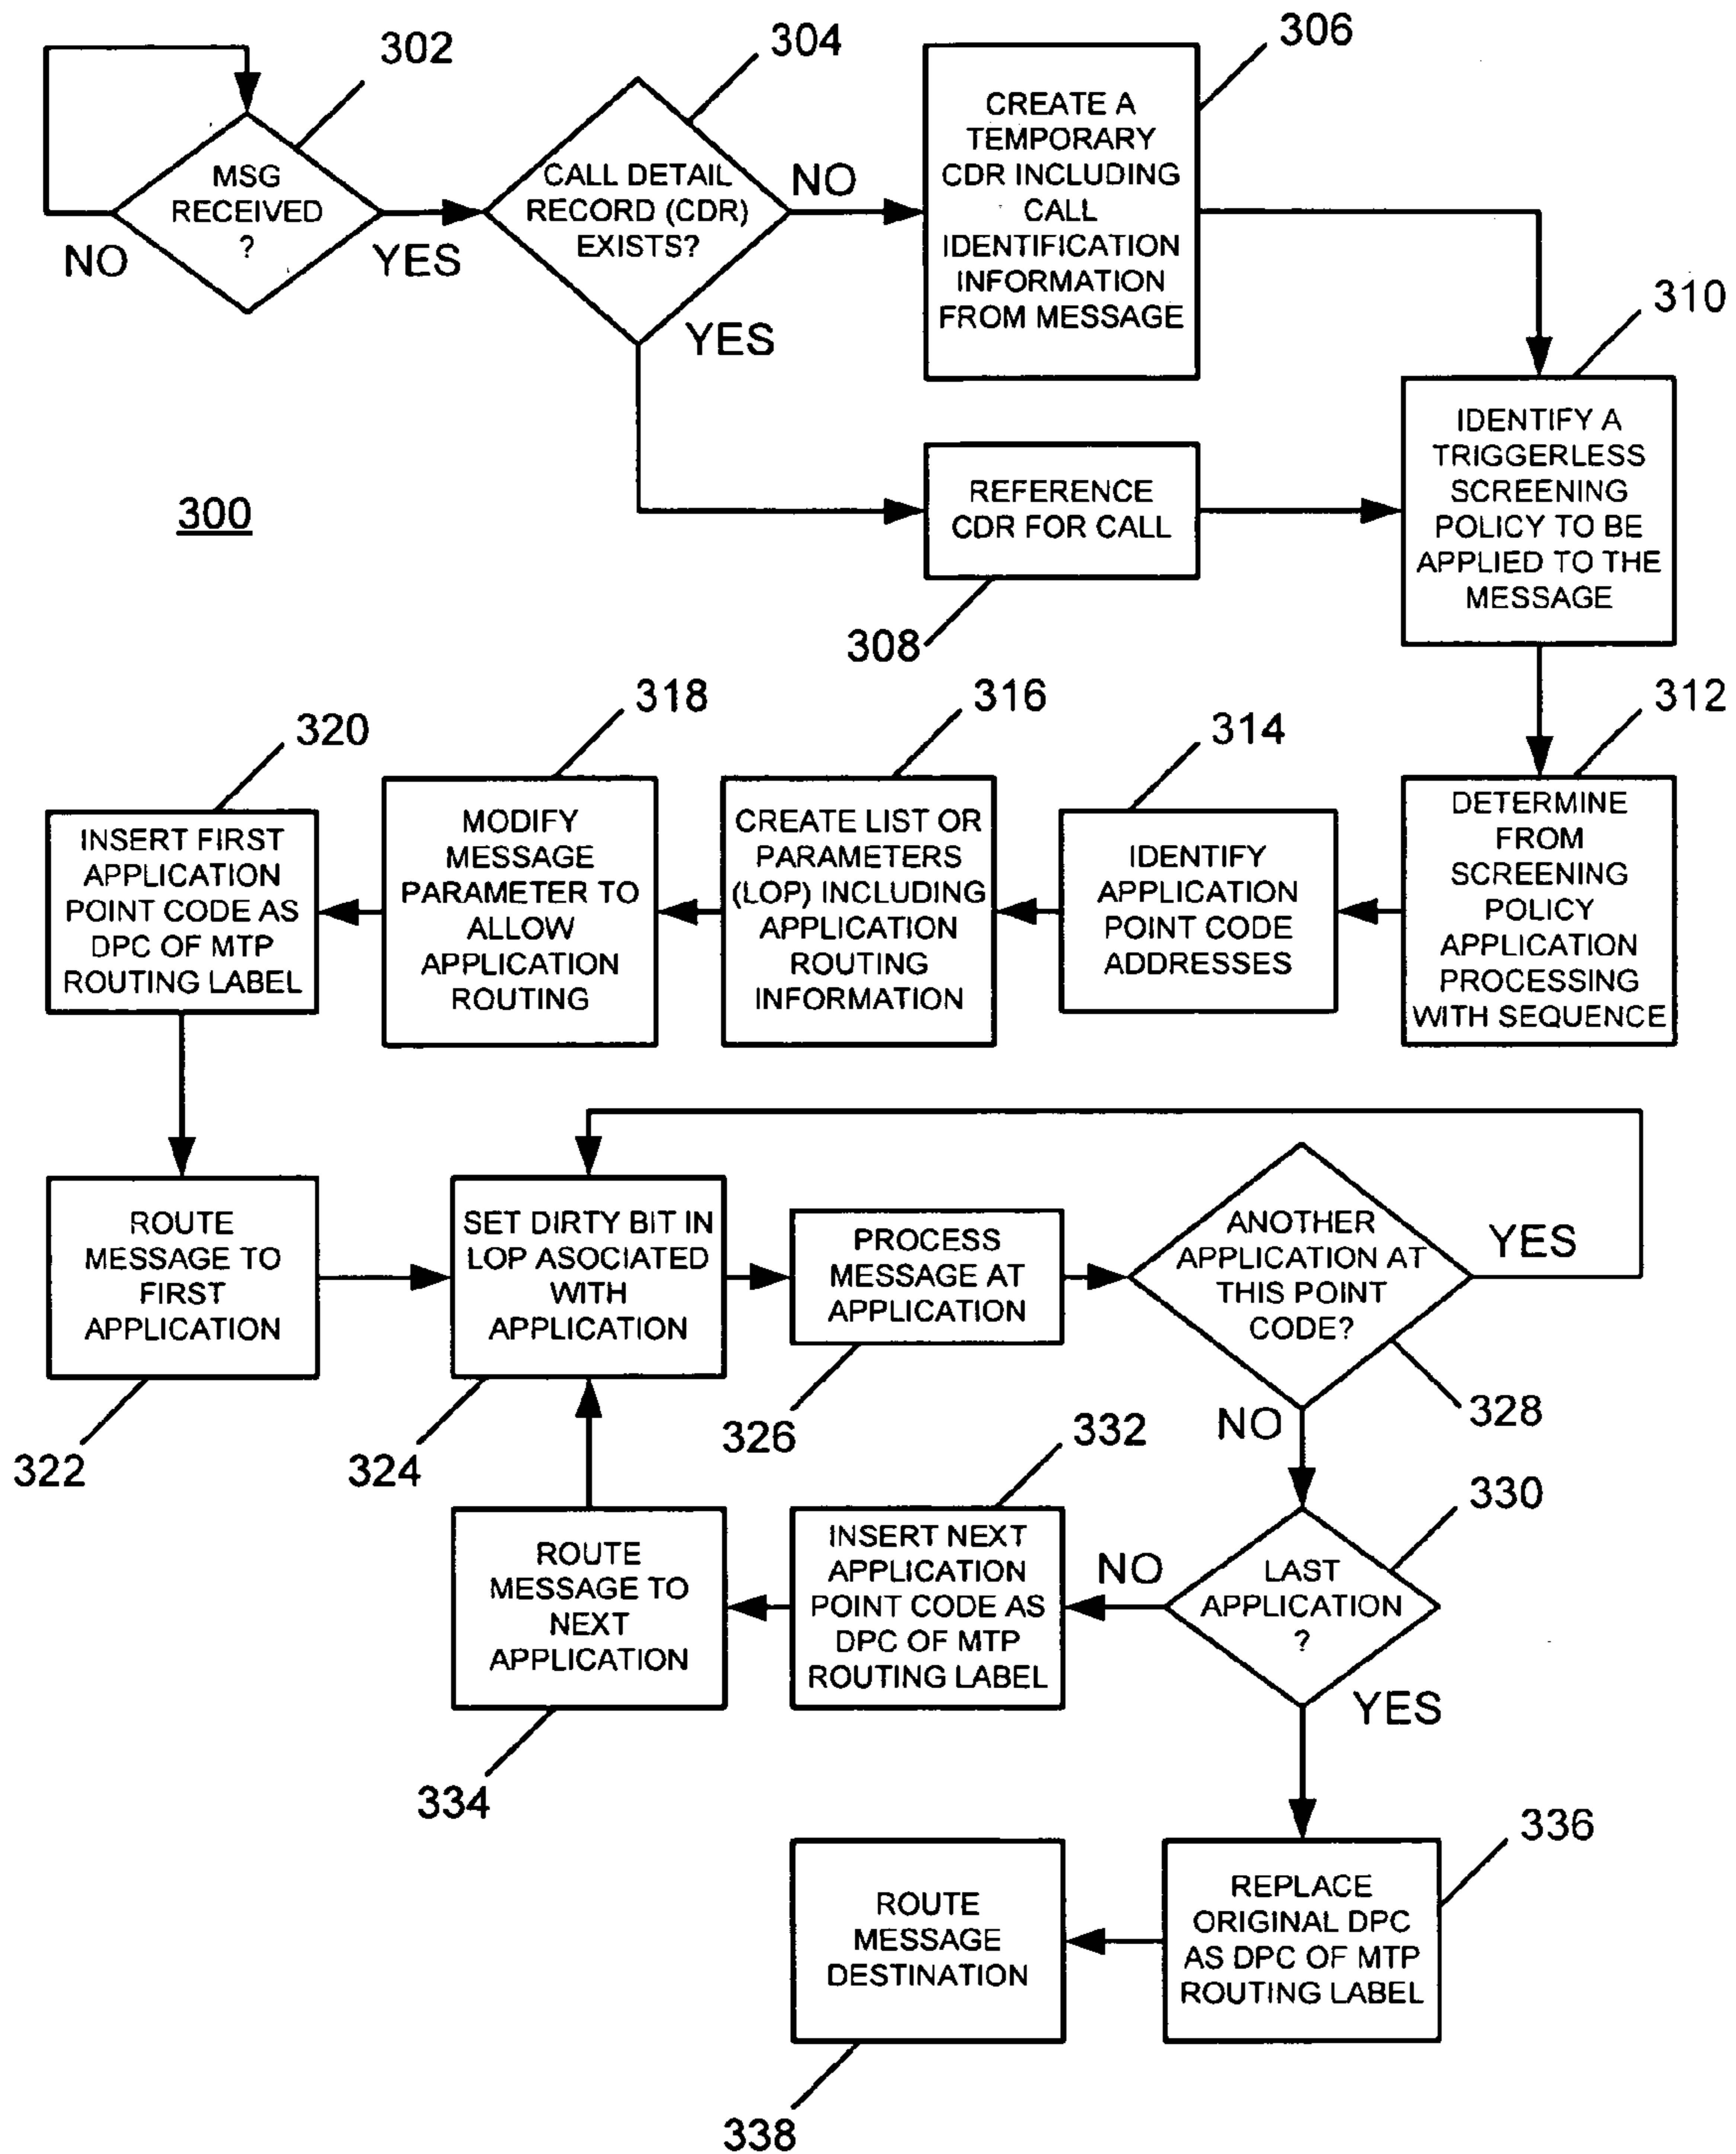 302
304
306
MSG
RECEIVED
?
NO
YES
CALL DETAIL
RECORD (CDR)
EXISTS?
NO
YES
CREATE A
TEMPORARY
CDR INCLUDING
CALL
IDENTIFICATION
INFORMATION
FROM MESSAGE
310
IDENTIFY A
TRIGGERLESS
SCREENING
POLICY TO BE
APPLIED TO THE
MESSAGE
300
REFERENCE
CDR FOR CALL
308
320
318
316
314
312
INSERT FIRST
APPLICATION
POINT CODE AS
DPC OF MTP
ROUTING LABEL
MODIFY
MESSAGE
PARAMETER TO
ALLOW
APPLICATION
ROUTING
CREATE LIST OR
PARAMETERS
(LOP) INCLUDING
APPLICATION
ROUTING
INFORMATION
IDENTIFY
APPLICATION
POINT CODE
ADDRESSES
DETERMINE
FROM
SCREENING
POLICY
APPLICATION
PROCESSING
WITH SEQUENCE
ROUTE
MESSAGE TO
FIRST
APPLICATION
SET DIRTY BIT IN
LOP ASOCIATED
WITH
APPLICATION
PROCESS
MESSAGE AT
APPLICATION
ANOTHER
APPLICATION AT
THIS POINT
CODE?
YES
NO
322
324
326
332
328
330
ROUTE
MESSAGE TO
NEXT
APPLICATION
INSERT NEXT
APPLICATION
POINT CODE AS
DPC OF MTP
ROUTING LABEL
NO
LAST
APPLICATION
?
YES
334
336
ROUTE
MESSAGE
DESTINATION
REPLACE
ORIGINAL DPC
AS DPC OF MTP
ROUTING LABEL
338